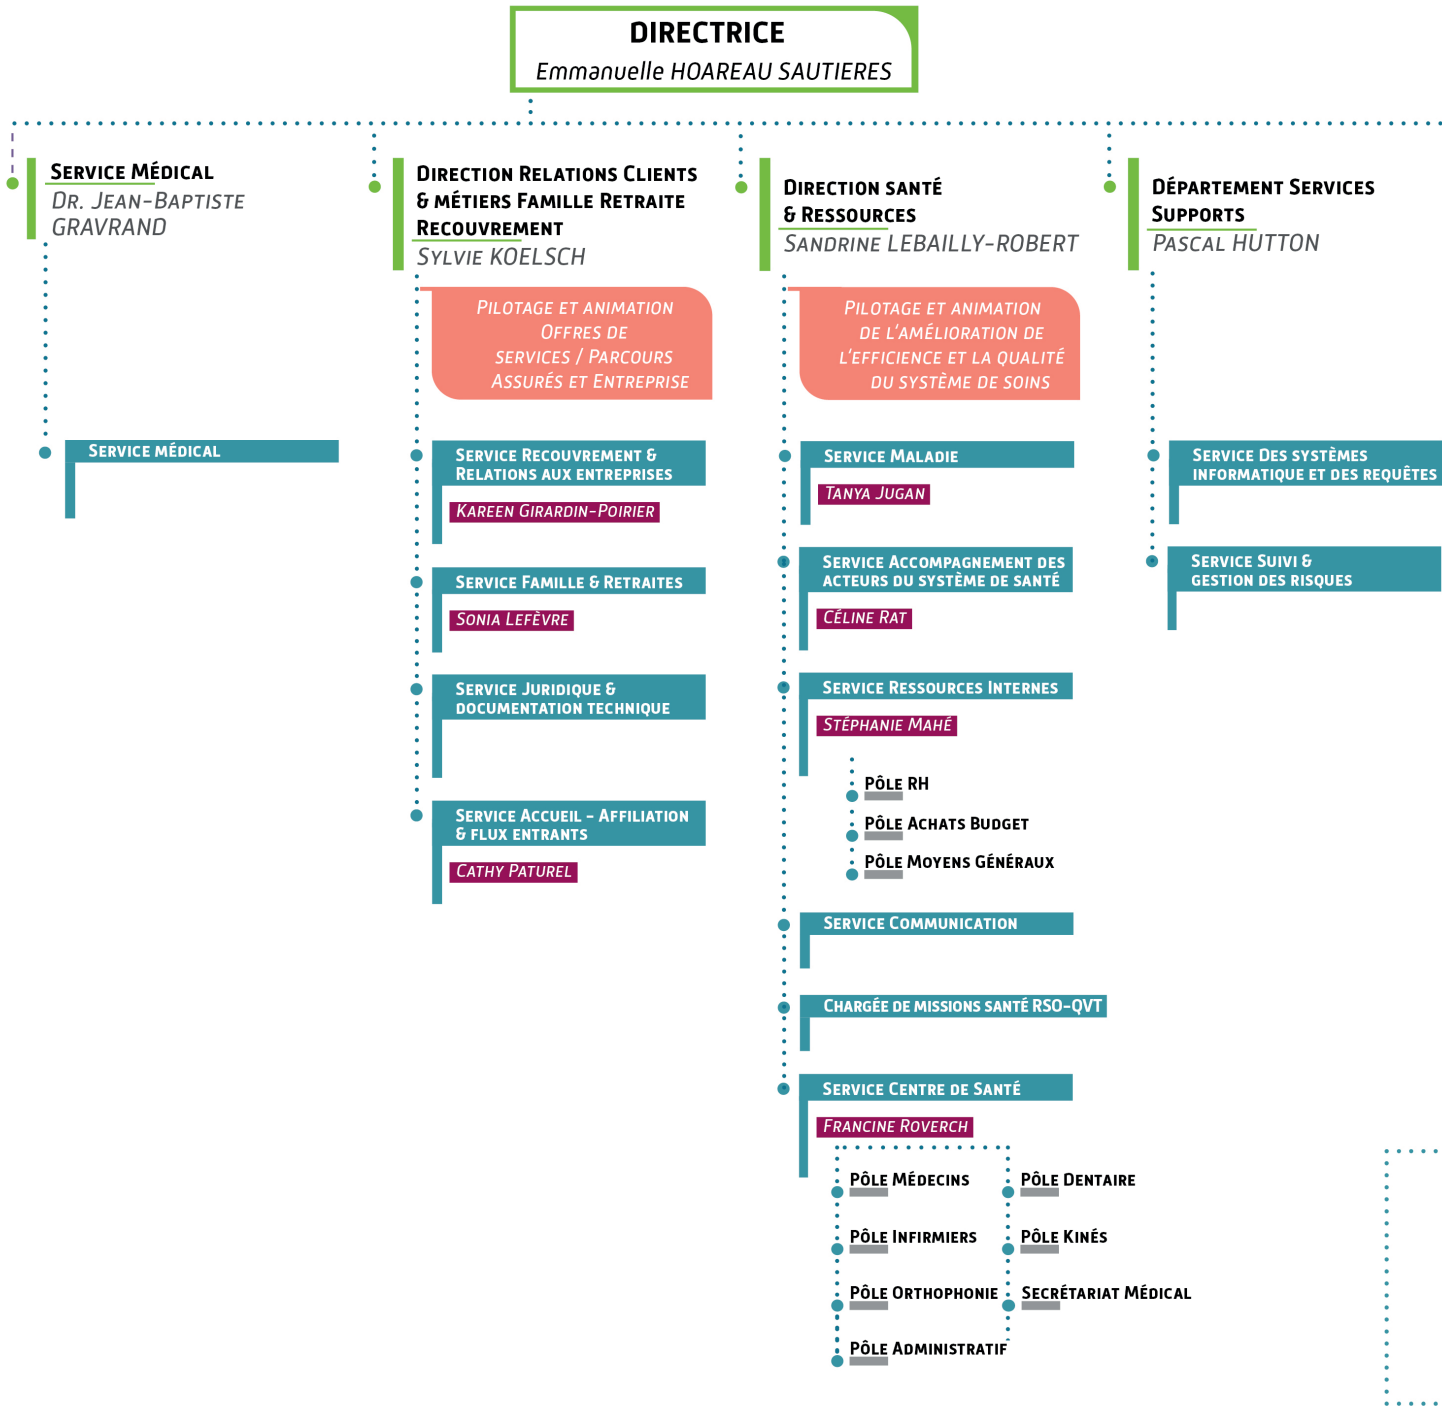 DIRECTRICE
Emmanuelle HOAREAU SAUTIERES
Service Médical
Dr. Jean-Baptiste
GRAVRAND
Service médical
Direction Relations Clients
& métiers Famille Retraite
Recouvrement
Sylvie KOELSCH
Pilotage et animation
Offres de
services / Parcours
Assurés et Entreprise
Service Recouvrement &
Relations aux entreprises
Kareen Girardin-Poirier
Service Famille & Retraites
Sonia Lefèvre
Service Juridique &
documentation technique
Service Accueil - Affiliation
& flux entrants
Cathy Paturel
Direction santé
& Ressources
Sandrine LEBAILLY-ROBERT
Pilotage et animation
de l'amélioration de
l'efficience et la qualité
du système de soins
Service Maladie
Tanya Jugan
Service Accompagnement des
acteurs du système de santé
Céline Rat
Service Ressources Internes
Stéphanie Mahé
Pôle RH
Pôle Achats Budget
Pôle Moyens Généraux
Service Communication
Chargée de missions santé RSO-QVT
Service Centre de Santé
Francine Roverch
Pôle Médecins
Pôle Infirmiers
Pôle Orthophonie
Pôle Administratif
Pôle Dentaire
Pôle Kinés
Secrétariat Médical
Département Services
Supports
Pascal HUTTON
Service Des systèmes
informatique et des requêtes
Service Suivi &
gestion des risques